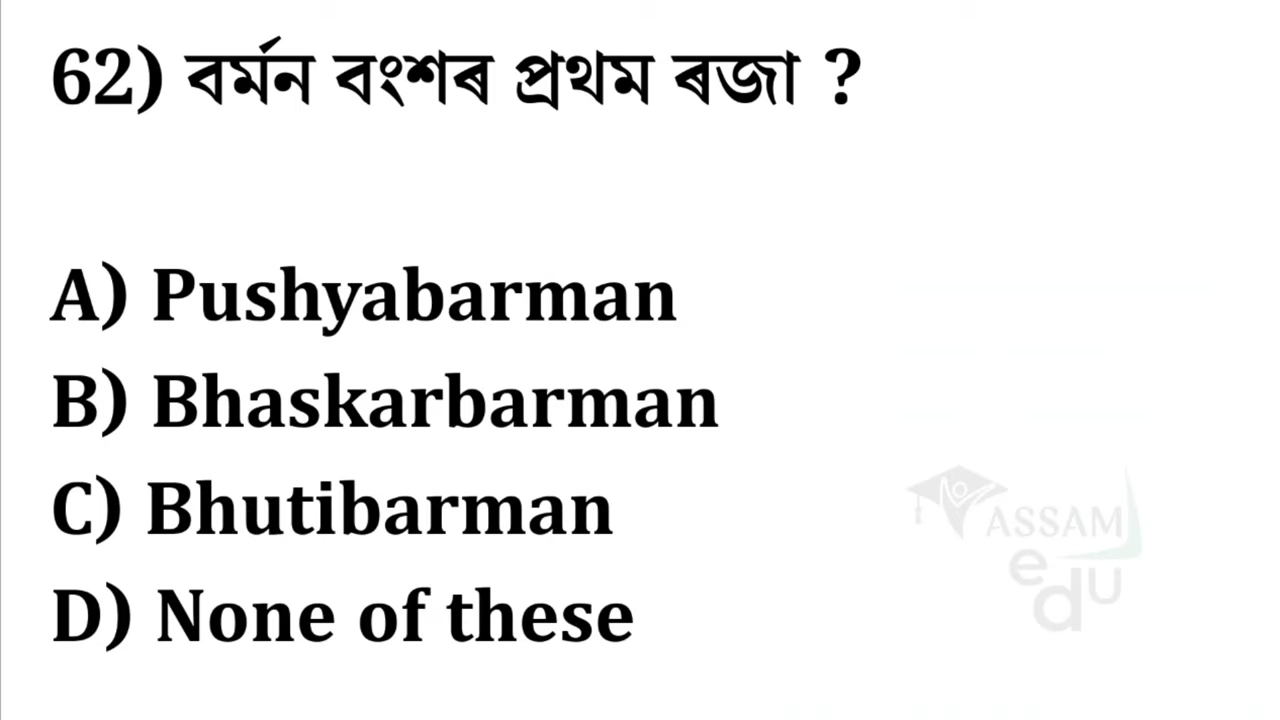 62) বৰ্মন বংশৰ প্ৰথম ৰজা ?
A) Pushyabarman
B) Bhaskarbarman
C) Bhutibarman
D) None of these
ASSAM
edu